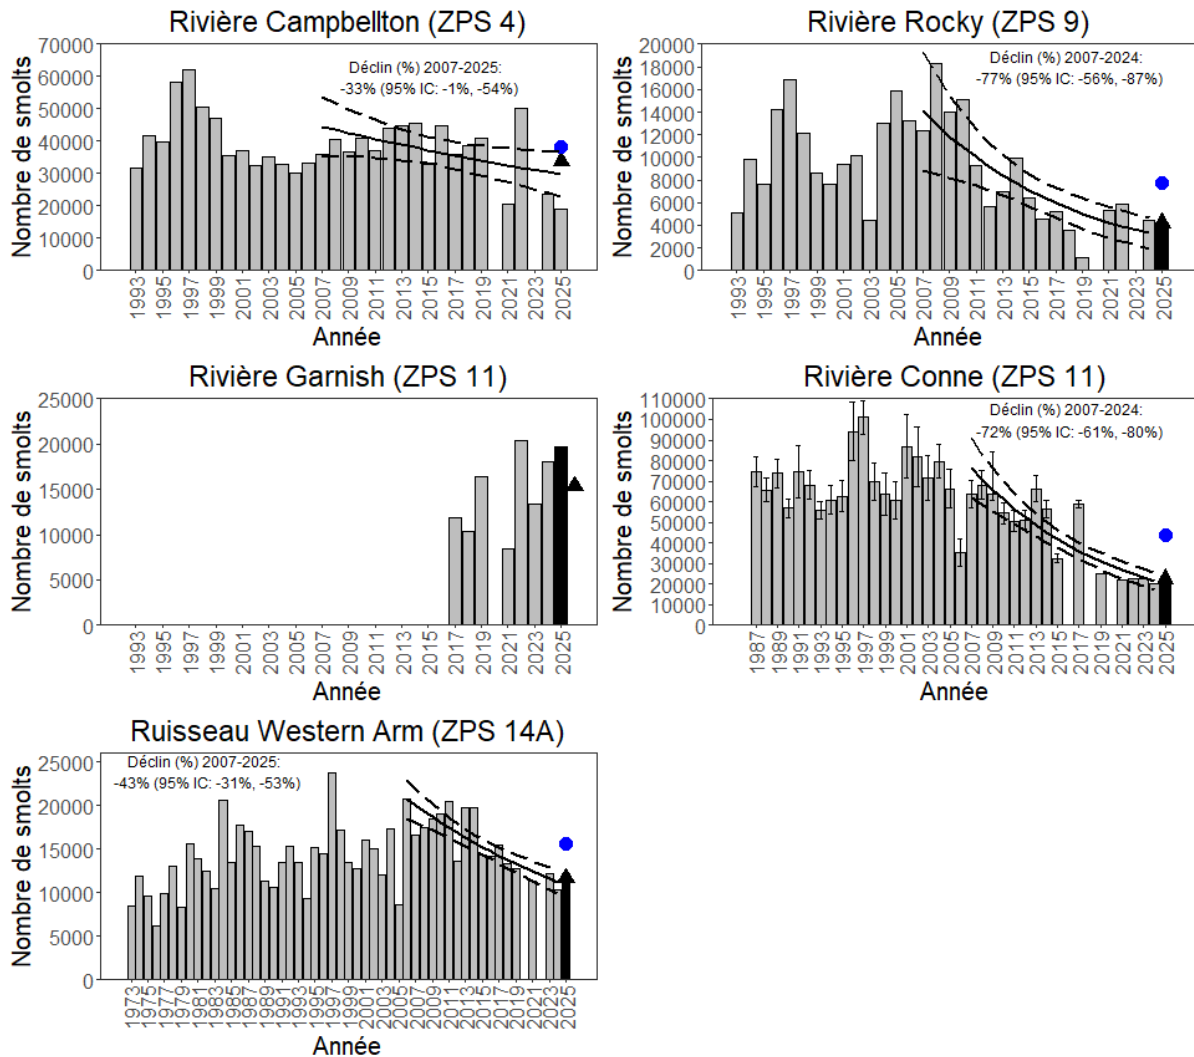 Rivière Campbellton (ZPS 4)
Nombre de smolts
70000
60000
50000
40000
30000
20000
10000
0
Déclin (%) 2007-2025:
-33% (95% IC: -1%, -54%)
1993 1995 1997 1999 2001 2003 2005 2007 2009 2011 2013 2015 2017 2019 2021 2023 2025
Année
Rivière Rocky (ZPS 9)
Nombre de smolts
20000
18000
16000
14000
12000
10000
8000
6000
4000
2000
0
Déclin (%) 2007-2024:
-77% (95% IC: -56%, -87%)
1993 1995 1997 1999 2001 2003 2005 2007 2009 2011 2013 2015 2017 2019 2021 2023 2025
Année
Rivière Garnish (ZPS 11)
Nombre de smolts
25000
20000
15000
10000
5000
0
1993 1995 1997 1999 2001 2003 2005 2007 2009 2011 2013 2015 2017 2019 2021 2023 2025
Année
Rivière Conne (ZPS 11)
Nombre de smolts
110000
100000
90000
80000
70000
60000
50000
40000
30000
20000
10000
0
Déclin (%) 2007-2024:
-72% (95% IC: -61%, -80%)
1987 1989 1991 1993 1995 1997 1999 2001 2003 2005 2007 2009 2011 2013 2015 2017 2019 2021 2023 2025
Année
Ruisseau Western Arm (ZPS 14A)
Nombre de smolts
25000
20000
15000
10000
5000
0
Déclin (%) 2007-2025:
-43% (95% IC: -31%, -53%)
1973 1975 1977 1979 1981 1983 1985 1987 1989 1991 1993 1995 1997 1999 2001 2003 2005 2007 2009 2011 2013 2015 2017 2019 2021 2023 2025
Année